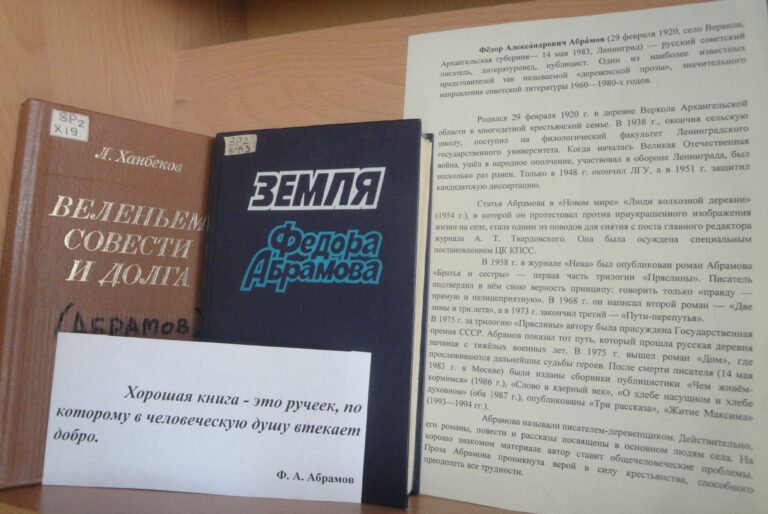 8Р2
Х19
Л. Ханбеков
ВЕЛЕНЬЕМ
СОВЕСТИ
И ДОЛГА
(АБРАМОВ)
8Р2
З-53
ЗЕМЛЯ
Федора
Абрамова
Хорошая книга - это ручеек, по
которому в человеческую душу втекает
добро.
Ф. А. Абрамов
Фёдор Алекса́ндрович Абра́мов (29 февраля 1920, село Веркола,
Архангельская губерния— 14 мая 1983, Ленинград) — русский советский
писатель, литературовед, публицист. Один из наиболее известных
представителей так называемой «деревенской прозы», значительного
направления советской литературы 1960—1980-х годов.
Родился 29 февраля 1920 г. в деревне Веркола Архангельской
области в многодетной крестьянской семье. В 1938 г., окончив сельскую
школу, поступил на филологический факультет Ленинградского
государственного университета. Когда началась Великая Отечественная
война, ушёл в народное ополчение, участвовал в обороне Ленинграда, был
несколько раз ранен. Только в 1948 г. окончил ЛГУ, а в 1951 г. защитил
кандидатскую диссертацию.
Статья Абрамова в «Новом мире» «Люди колхозной деревни»
(1954 г.), в которой он протестовал против приукрашенного изображения
жизни на селе, стала одним из поводов для снятия с поста главного редактора
журнала А. Т. Твардовского. Она была осуждена специальным
постановлением ЦК КПСС.
В 1958 г. в журнале «Нева» был опубликован роман Абрамова
«Братья и сестры» — первая часть трилогии «Пряслины». Писатель
подтвердил в нём свою верность принципу: говорить только «правду —
прямую и нелицеприятную». В 1968 г. он написал второй роман — «Две
зимы и три лета», а в 1973 г. закончил третий — «Пути-перепутья».
В 1975 г. за трилогию «Пряслины» автору была присуждена Государственная
премия СССР. Абрамов показал тот путь, который прошла русская деревня
начиная с тяжёлых военных лет. В 1975 г. вышел роман «Дом», где
прослеживаются дальнейшие судьбы героев. После смерти писателя (14 мая
1983 г. в Москве) были изданы сборники публицистики «Чем живём-
кормимся» (1986 г.), «Слово в ядерный век», «О хлебе насущном и хлебе
духовном» (оба 1987 г.), опубликованы «Три рассказа», «Житие Максима»
(1993—1994 гг.).
Абрамова называли писателем-деревенщиком. Действительно,
его романы, повести и рассказы посвящены в основном людям села. На
хорошо знакомом материале автор ставит общечеловеческие проблемы.
Проза Абрамова проникнута верой в силу крестьянства, способного
преодолеть все трудности.